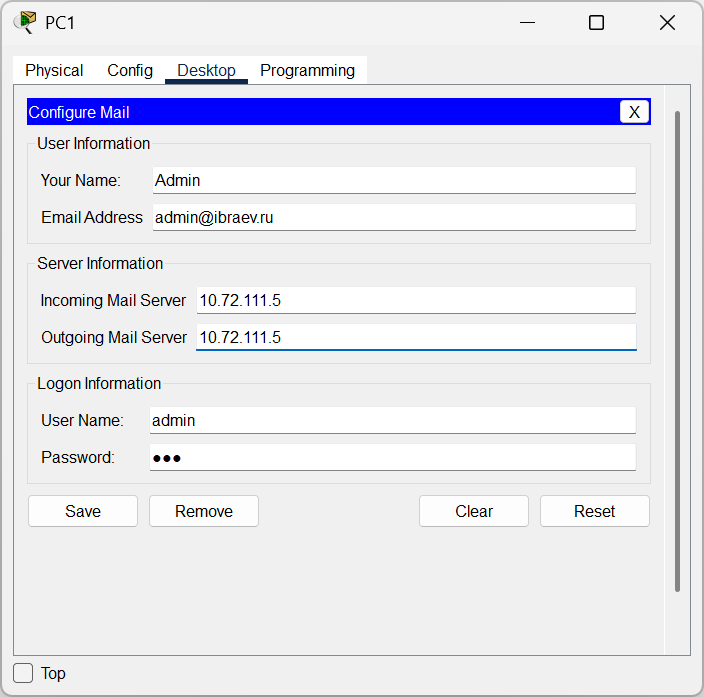 PC1
Physical Config Desktop Programming
Configure Mail X
User Information
Your Name: Admin
Email Address admin@ibraev.ru
Server Information
Incoming Mail Server 10.72.111.5
Outgoing Mail Server 10.72.111.5
Logon Information
User Name: admin
Password: ●●●
Save Remove Clear Reset
Top